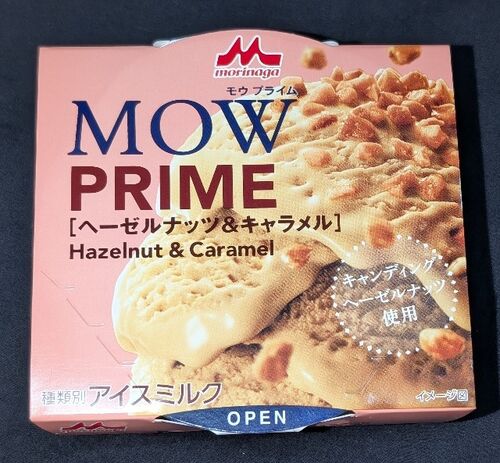 morinaga
モウ プライム
MOW
PRIME
[ヘーゼルナッツ&キャラメル]
Hazelnut & Caramel
キャンディング
ヘーゼルナッツ
使用
種類別 アイスミルク
イメージ図
OPEN